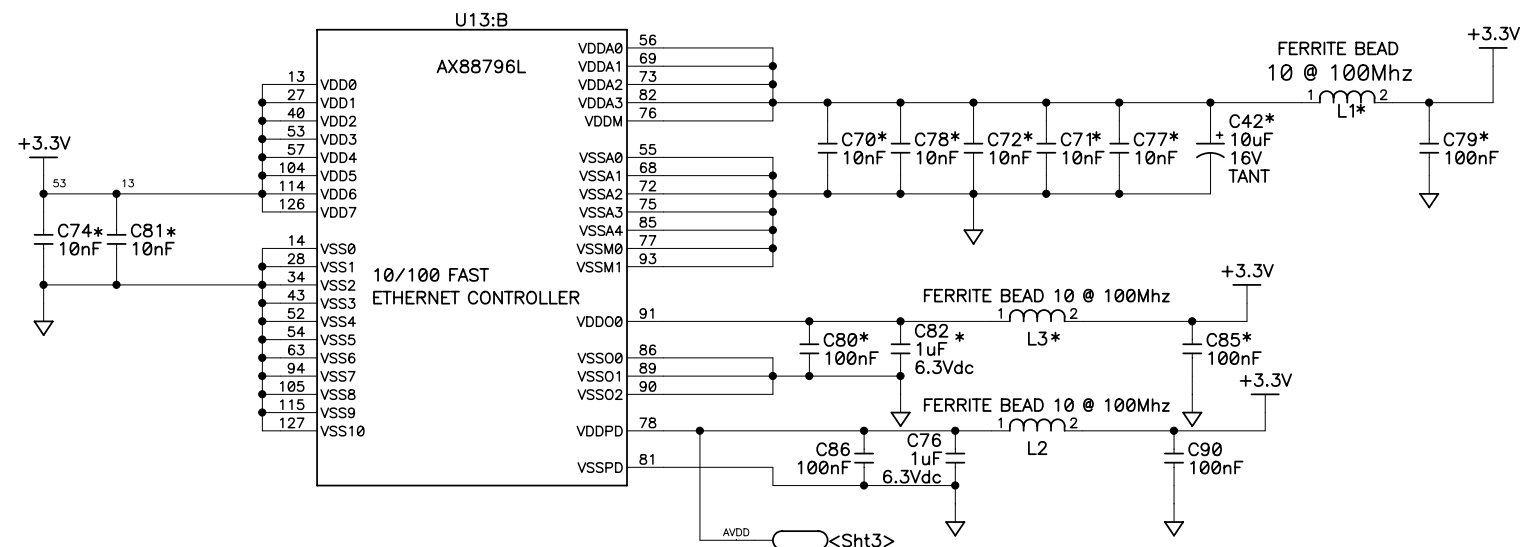 U13:B
AX88796L
10/100 FAST
ETHERNET CONTROLLER
13 VDD0
27 VDD1
40 VDD2
53 VDD3
57 VDD4
104 VDD5
114 VDD6
126 VDD7
14 VSS0
28 VSS1
34 VSS2
43 VSS3
52 VSS4
54 VSS5
63 VSS6
94 VSS7
105 VSS8
115 VSS9
127 VSS10
+3.3V
53
13
C74*
10nF
C81*
10nF
VDDA0 56
VDDA1 69
VDDA2 73
VDDA3 82
VDDM 76
VSSA0 55
VSSA1 68
VSSA2 72
VSSA3 75
VSSA4 85
VSSM0 77
VSSM1 93
VDDO0 91
VSSO0 86
VSSO1 89
VSSO2 90
VDDPD 78
VSSPD 81
C70*
10nF
C78*
10nF
C72*
10nF
C71*
10nF
C77*
10nF
+
C42*
10uF
16V
TANT
FERRITE BEAD
10 @ 100Mhz
1 2
L1*
+3.3V
C79*
100nF
FERRITE BEAD 10 @ 100Mhz
1 2
L3*
+3.3V
C80*
100nF
C82 *
1uF
6.3Vdc
C85*
100nF
FERRITE BEAD 10 @ 100Mhz
1 2
L2
+3.3V
C86
100nF
C76
1uF
6.3Vdc
C90
100nF
AVDD
<Sht3>